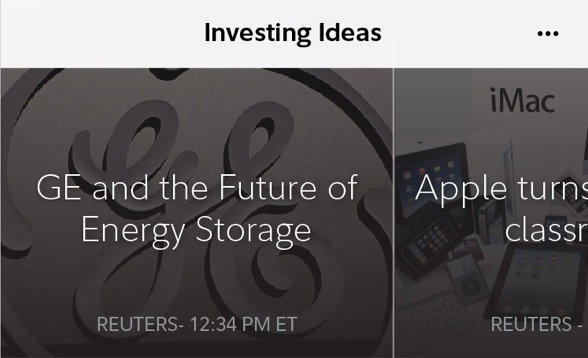 Investing Ideas
iMac
GE and the Future of
Energy Storage
Apple turns
classr
REUTERS- 12:34 PM ET
REUTERS -